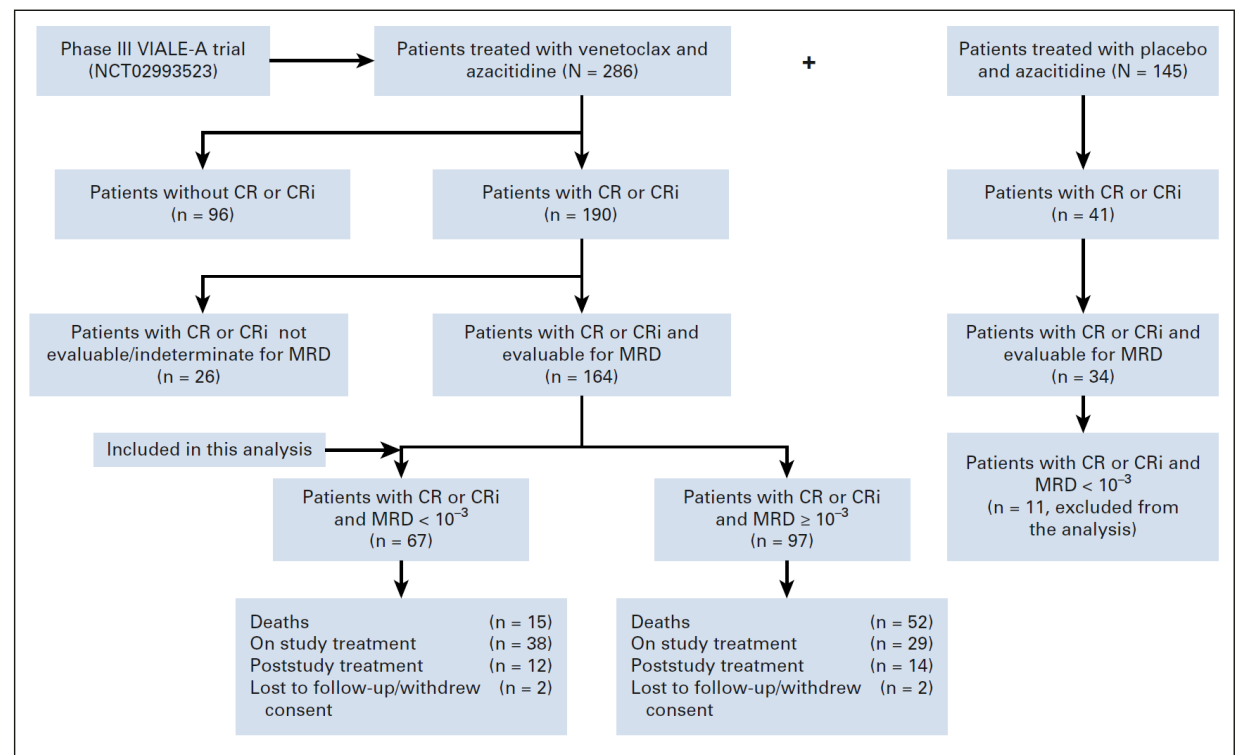 Phase III VIALE-A trial
(NCT02993523)
Patients treated with venetoclax and
azacitidine (N = 286)
+
Patients treated with placebo
and azacitidine (N = 145)
Patients without CR or CRi
(n = 96)
Patients with CR or CRi
(n = 190)
Patients with CR or CRi
(n = 41)
Patients with CR or CRi not
evaluable/indeterminate for MRD
(n = 26)
Patients with CR or CRi and
evaluable for MRD
(n = 164)
Patients with CR or CRi and
evaluable for MRD
(n = 34)
Included in this analysis
Patients with CR or CRi
and MRD < 10⁻³
(n = 67)
Patients with CR or CRi
and MRD ≥ 10⁻³
(n = 97)
Patients with CR or CRi and
MRD < 10⁻³
(n = 11, excluded from
the analysis)
Deaths (n = 15)
On study treatment (n = 38)
Poststudy treatment (n = 12)
Lost to follow-up/withdrew (n = 2)
consent
Deaths (n = 52)
On study treatment (n = 29)
Poststudy treatment (n = 14)
Lost to follow-up/withdrew (n = 2)
consent